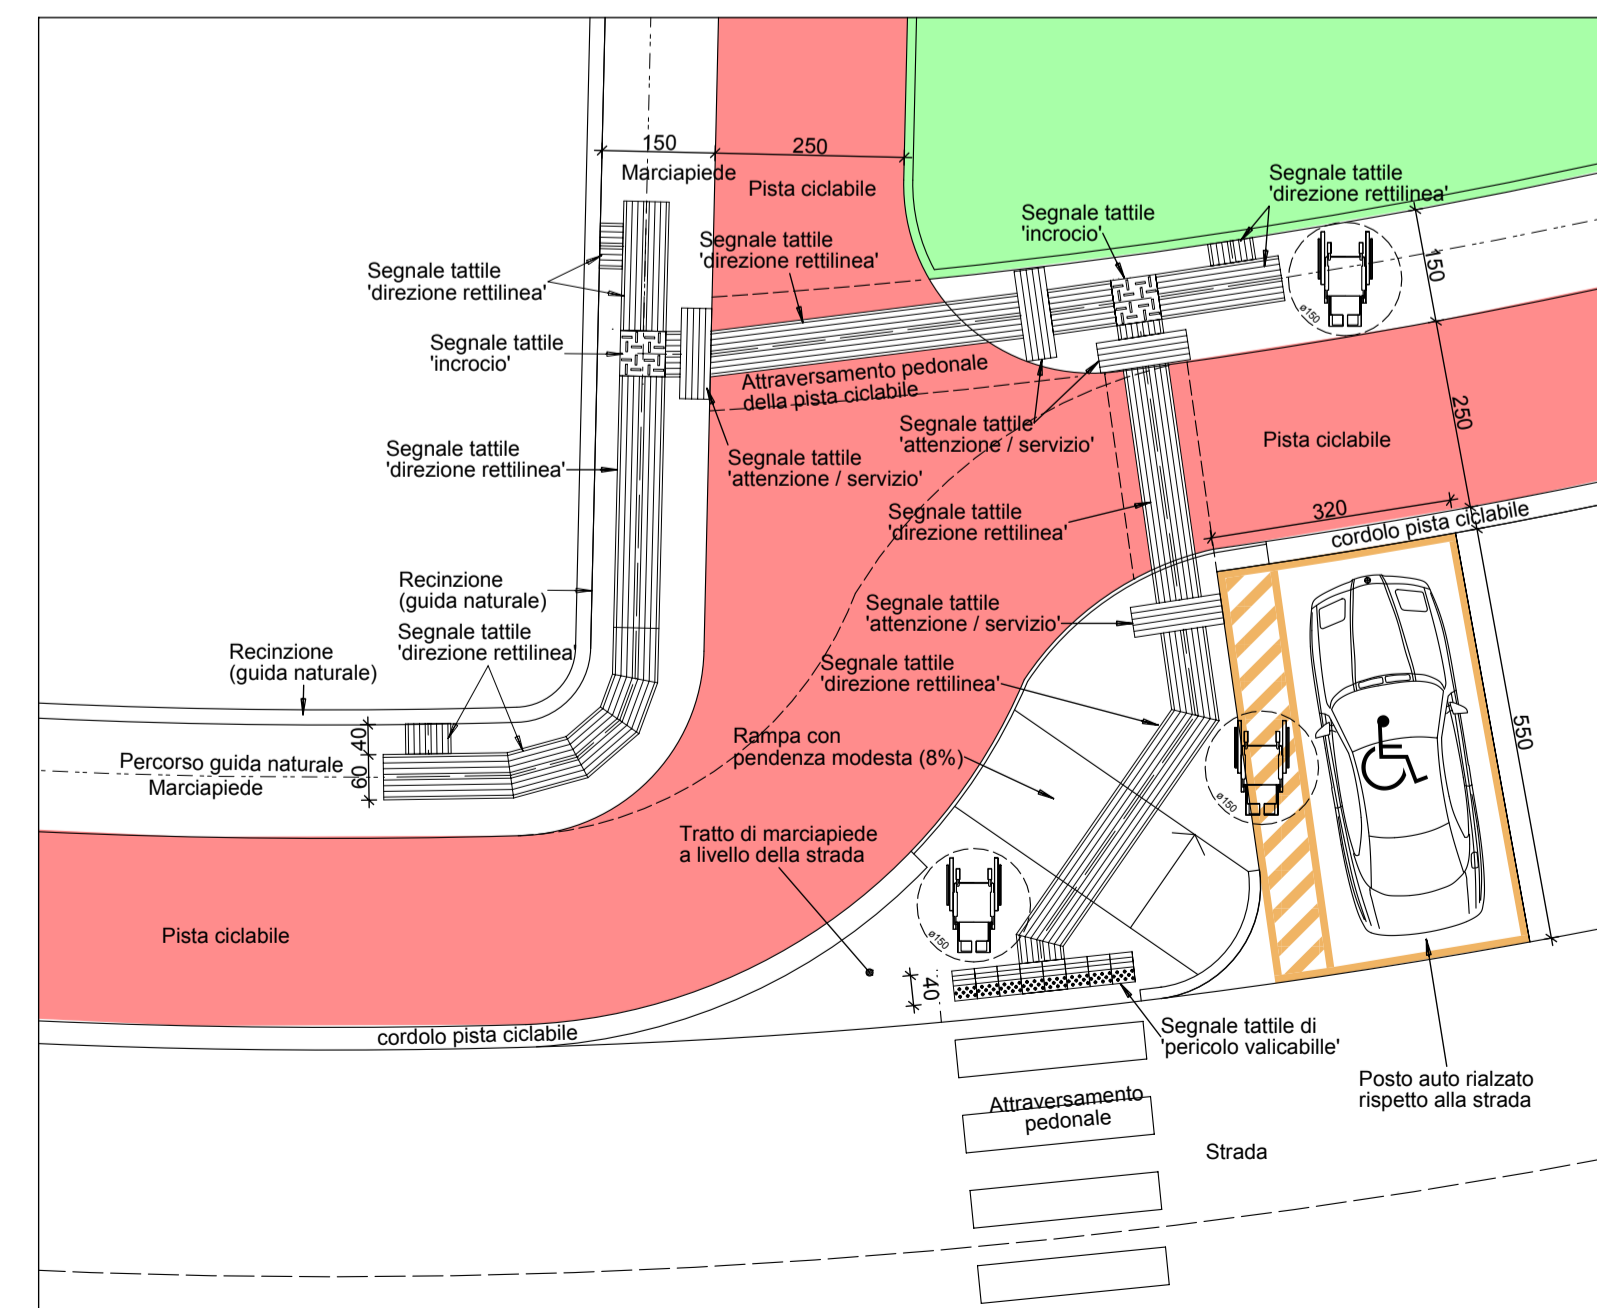 150
250
Marciapiede
Pista ciclabile
Segnale tattile
'direzione rettilinea'
Segnale tattile
'incrocio'
Segnale tattile
'direzione rettilinea'
Segnale tattile
'direzione rettilinea'
150
ø150
Segnale tattile
'incrocio'
Attraversamento pedonale
della pista ciclabile
Segnale tattile
'attenzione / servizio'
250
Pista ciclabile
Segnale tattile
'direzione rettilinea'
Segnale tattile
'attenzione / servizio'
Segnale tattile
'direzione rettilinea'
320
cordolo pista ciclabile
Recinzione
(guida naturale)
Segnale tattile
'attenzione / servizio'
Segnale tattile
'direzione rettilinea'
Recinzione
(guida naturale)
Segnale tattile
'direzione rettilinea'
40
60
Percorso guida naturale
Marciapiede
Rampa con
pendenza modesta (8%)
550
ø150
Tratto di marciapiede
a livello della strada
Pista ciclabile
ø150
40
cordolo pista ciclabile
Segnale tattile di
'pericolo valicabille'
Posto auto rialzato
rispetto alla strada
Attraversamento
pedonale
Strada